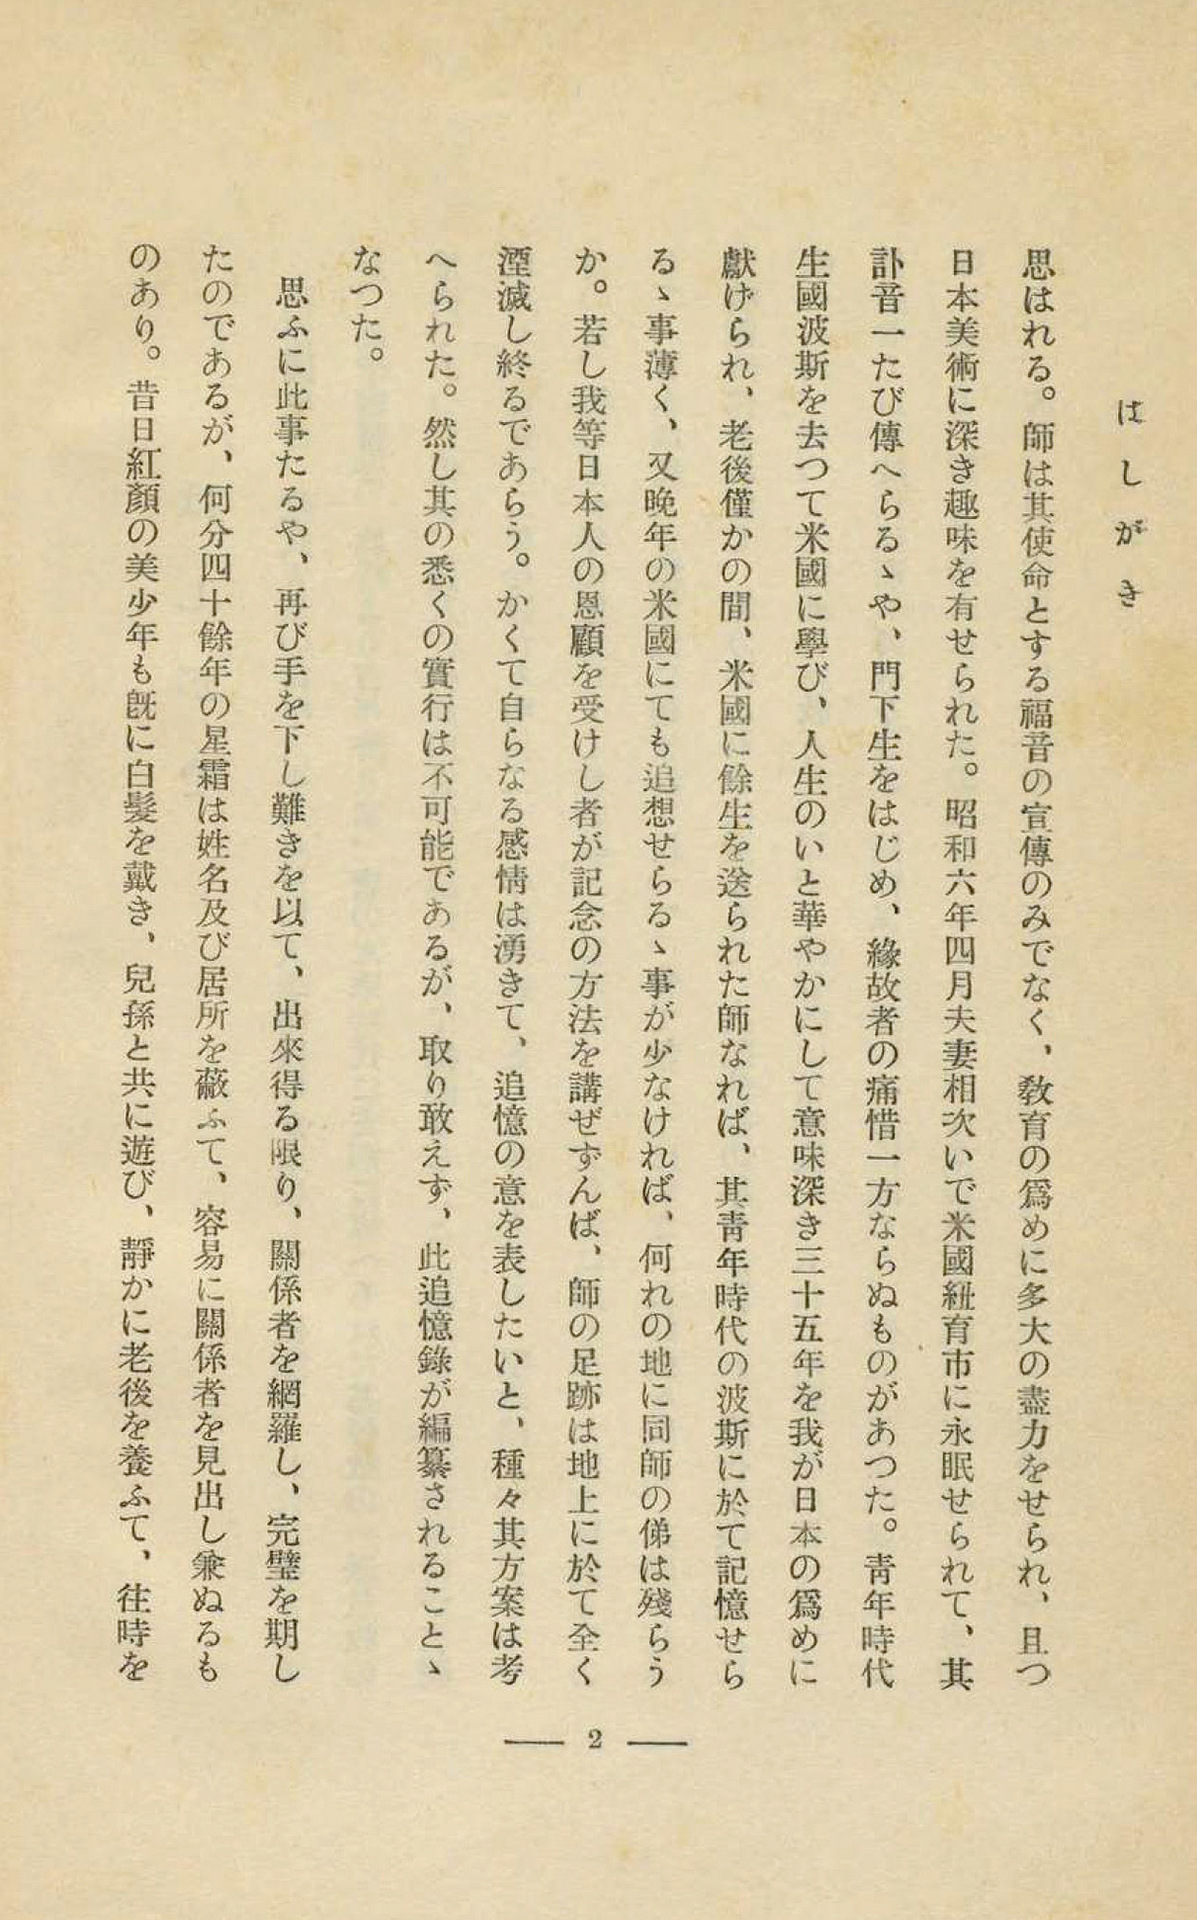 はしがき
思はれる。師は其使命とする福音の宣傳のみでなく、敎育の爲めに多大の盡力をせられ、且つ
日本美術に深き趣味を有せられた。昭和六年四月夫妻相次いで米國紐育市に永眠せられて、其
訃音一たび傳へらるゝや、門下生をはじめ、緣故者の痛惜一方ならぬものがあつた。靑年時代
生國波斯を去つて米國に學び、人生のいと華やかにして意味深き三十五年を我が日本の爲めに
獻げられ、老後僅かの間、米國に餘生を送られた師なれば、其靑年時代の波斯に於て記憶せら
るゝ事薄く、又晩年の米國にても追想せらるゝ事が少なければ、何れの地に同師の俤は殘らう
か。若し我等日本人の恩顧を受けし者が記念の方法を講ぜずんば、師の足跡は地上に於て全く
湮滅し終るであらう。かくて自らなる感情は湧きて、追憶の意を表したいと、種々其方案は考
へられた。然し其の悉くの實行は不可能であるが、取り敢えず、此追憶錄が編纂されることゝ
なつた。
思ふに此事たるや、再び手を下し難きを以て、出來得る限り、關係者を網羅し、完璧を期し
たのであるが、何分四十餘年の星霜は姓名及び居所を蔽ふて、容易に關係者を見出し兼ぬるも
のあり。昔日紅顏の美少年も旣に白髮を戴き、兒孫と共に遊び、靜かに老後を養ふて、往時を
— 2 —